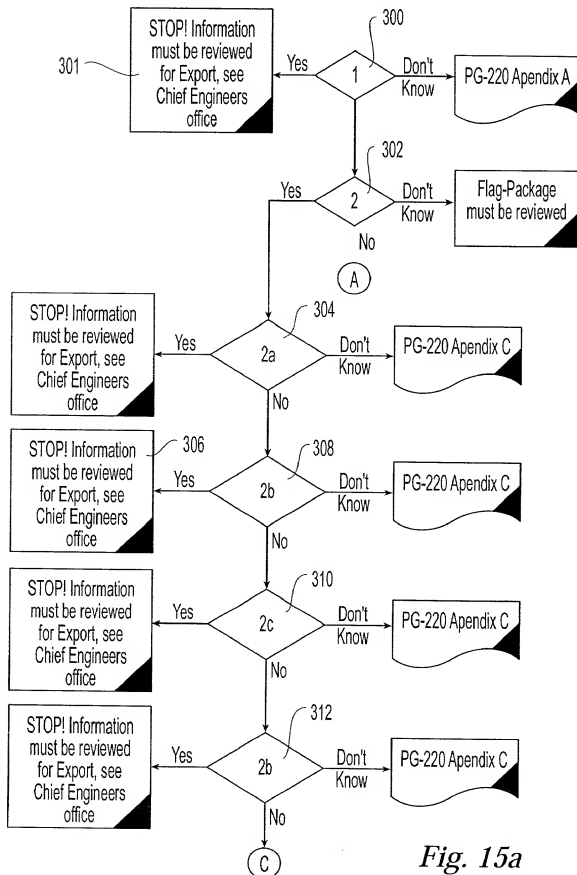 300
301
STOP! Information
must be reviewed
for Export, see
Chief Engineers
office
Yes
1
Don't
Know
PG-220 Apendix A
302
Yes
2
Don't
Know
Flag-Package
must be reviewed
No
A
304
STOP! Information
must be reviewed
for Export, see
Chief Engineers
office
Yes
2a
Don't
Know
PG-220 Apendix C
No
306
308
STOP! Information
must be reviewed
for Export, see
Chief Engineers
office
Yes
2b
Don't
Know
PG-220 Apendix C
No
310
STOP! Information
must be reviewed
for Export, see
Chief Engineers
office
Yes
2c
Don't
Know
PG-220 Apendix C
No
312
STOP! Information
must be reviewed
for Export, see
Chief Engineers
office
Yes
2b
Don't
Know
PG-220 Apendix C
No
C
Fig. 15a